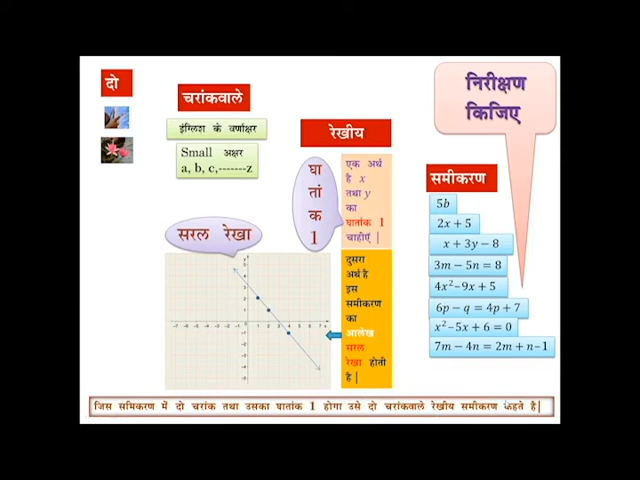 दो
चरांकवाले
इंग्लिश के वर्णाक्षर
Small अक्षर
a, b, c,-------z
रेखीय
घा
तां
क
1
एक अर्थ
है x
तथा y
का
घातांक 1
चाहीएं |
सरल रेखा
दुसरा
अर्थ है
इस
समीकरण
का
आलेख
सरल
रेखा होती
है |
निरीक्षण
किजिए
समीकरण
5b
2x + 5
x + 3y − 8
3m − 5n = 8
4x²−9x + 5
6p − q = 4p + 7
x²−5x + 6 = 0
7m − 4n = 2m + n−1
जिस समिकरण में दो चरांक तथा उसका घातांक 1 होगा उसे दो चरांकवाले रेखीय समीकरण कहते है|